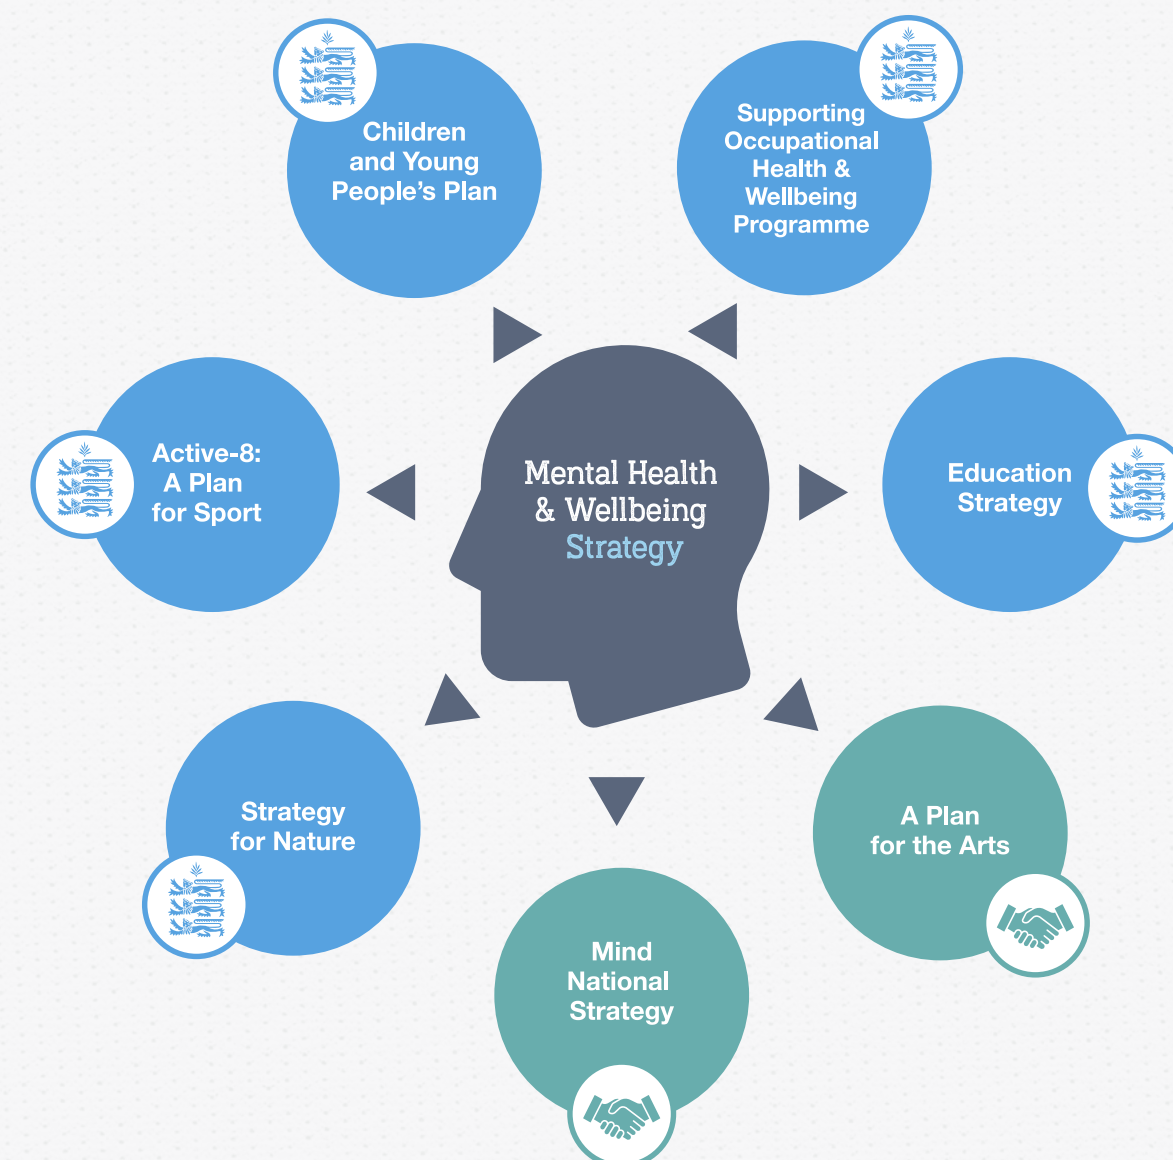 Children
and Young
People’s Plan
Supporting
Occupational
Health &
Wellbeing
Programme
Active-8:
A Plan
for Sport
Mental Health
& Wellbeing
Strategy
Education
Strategy
Strategy
for Nature
A Plan
for the Arts
Mind
National
Strategy